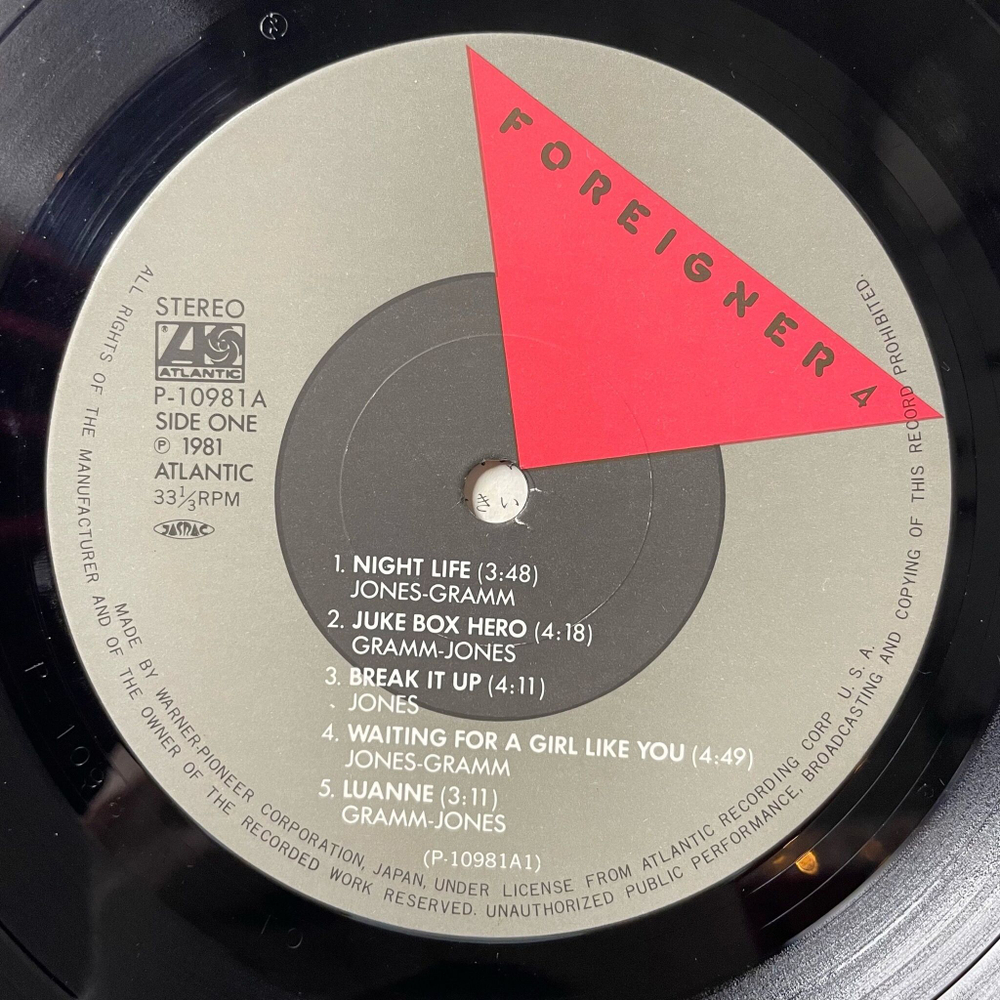 FOREIGNER 4
STEREO
ATLANTIC
P-10981A
SIDE ONE
Ⓟ 1981
ATLANTIC
33⅓RPM
JASRAC
きい
1. NIGHT LIFE (3:48)
JONES-GRAMM
2. JUKE BOX HERO (4:18)
GRAMM-JONES
3. BREAK IT UP (4:11)
JONES
4. WAITING FOR A GIRL LIKE YOU (4:49)
JONES-GRAMM
5. LUANNE (3:11)
GRAMM-JONES
(P-10981A1)
MADE BY WARNER-PIONEER CORPORATION, JAPAN, UNDER LICENSE FROM ATLANTIC RECORDING CORP U. S. A.
ALL RIGHTS OF THE MANUFACTURER AND OF THE OWNER OF THE RECORDED WORK RESERVED. UNAUTHORIZED PUBLIC PERFORMANCE, BROADCASTING AND COPYING OF THIS RECORD PROHIBITED.